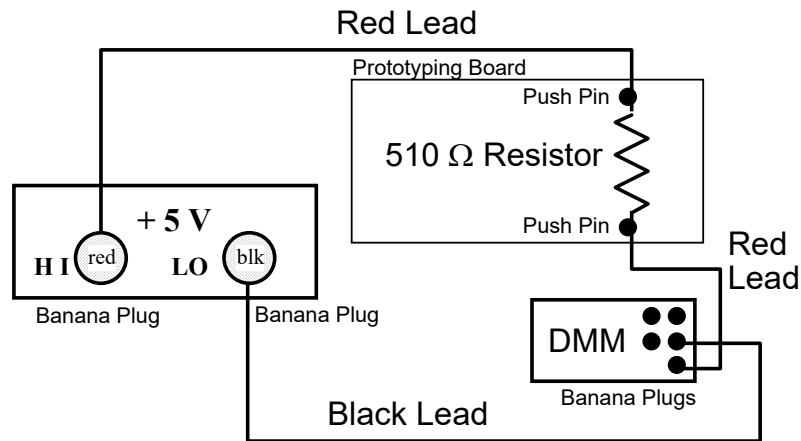 Red Lead
Prototyping Board
Push Pin
510 Ω Resistor
Push Pin
+ 5 V
H I
red
LO
blk
Banana Plug
Banana Plug
Red
Lead
DMM
Banana Plugs
Black Lead